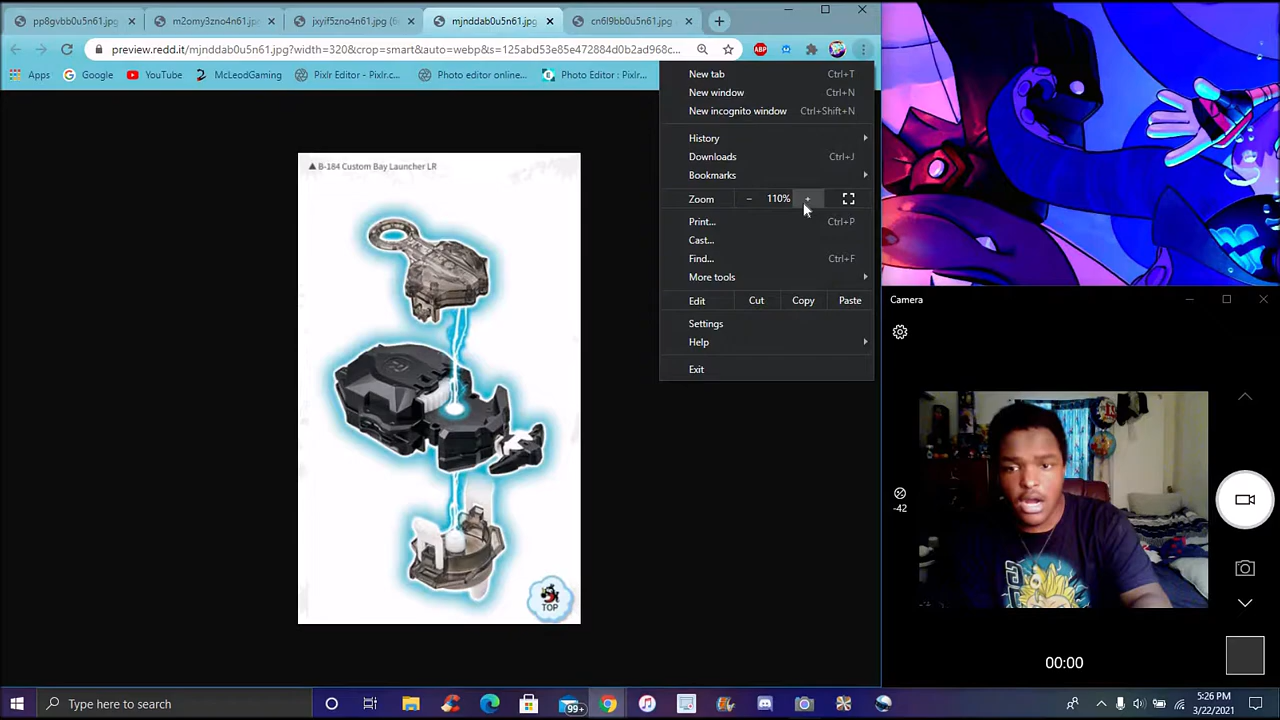 pp8gvbb0u5n61.jpg
m2omy3zno4n61.jpg
jxyif5zno4n61.jpg (6
mjnddab0u5n61.jpg
cn6l9bb0u5n61.jpg
preview.redd.it/mjnddab0u5n61.jpg?width=320&crop=smart&auto=webp&s=125abd53e85e472884d0b2ad968c...
ABP
Apps
Google
YouTube
McLeodGaming
Pixlr Editor - Pixlr.c...
Photo editor online...
Photo Editor : Pixlr...
New tab Ctrl+T
New window Ctrl+N
New incognito window Ctrl+Shift+N
History
Downloads Ctrl+J
Bookmarks
Zoom − 110% +
Print... Ctrl+P
Cast...
Find... Ctrl+F
More tools
Edit Cut Copy Paste
Settings
Help
Exit
▲ B-184 Custom Bay Launcher LR
TOP
Camera
-42
00:00
Type here to search
99+
5:26 PM
3/22/2021